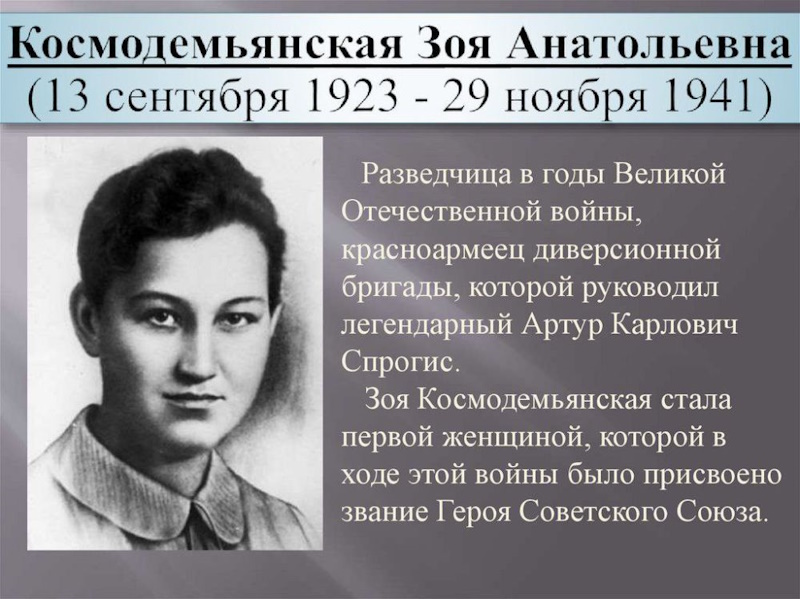 Космодемьянская Зоя Анатольевна
(13 сентября 1923 - 29 ноября 1941)
Разведчица в годы Великой
Отечественной войны,
красноармеец диверсионной
бригады, которой руководил
легендарный Артур Карлович
Спрогис.
Зоя Космодемьянская стала
первой женщиной, которой в
ходе этой войны было присвоено
звание Героя Советского Союза.